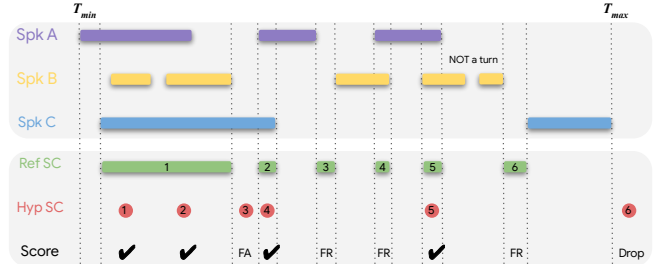 T_min T_max
Spk A
NOT a turn
Spk B
Spk C
Ref SC 1 2 3 4 5 6
Hyp SC 1 2 3 4 5 6
Score ✔ ✔ FA ✔ FR FR ✔ FR Drop